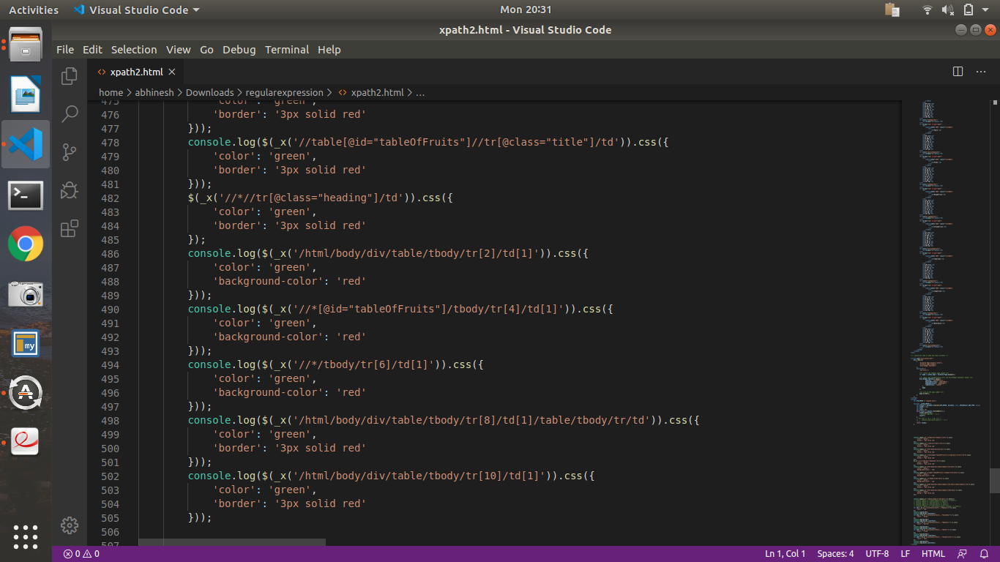 Activities Visual Studio Code Mon 20:31
xpath2.html - Visual Studio Code
File Edit Selection View Go Debug Terminal Help
xpath2.html
home > abhinesh > Downloads > regularexpression > xpath2.html > ...
475 'color': 'green',
476 'border': '3px solid red'
477 }));
478 console.log($(_x('//table[@id="tableOfFruits"]//tr[@class="title"]/td')).css({
479 'color': 'green',
480 'border': '3px solid red'
481 }));
482 $(_x('//*//tr[@class="heading"]/td')).css({
483 'color': 'green',
484 'border': '3px solid red'
485 });
486 console.log($(_x('/html/body/div/table/tbody/tr[2]/td[1]')).css({
487 'color': 'green',
488 'background-color': 'red'
489 }));
490 console.log($(_x('//*[@id="tableOfFruits"]/tbody/tr[4]/td[1]')).css({
491 'color': 'green',
492 'background-color': 'red'
493 }));
494 console.log($(_x('//*/tbody/tr[6]/td[1]')).css({
495 'color': 'green',
496 'background-color': 'red'
497 }));
498 console.log($(_x('/html/body/div/table/tbody/tr[8]/td[1]/table/tbody/tr/td')).css({
499 'color': 'green',
500 'border': '3px solid red'
501 }));
502 console.log($(_x('/html/body/div/table/tbody/tr[10]/td[1]')).css({
503 'color': 'green',
504 'border': '3px solid red'
505 }));
506
507
my
0 0 Ln 1, Col 1 Spaces: 4 UTF-8 LF HTML